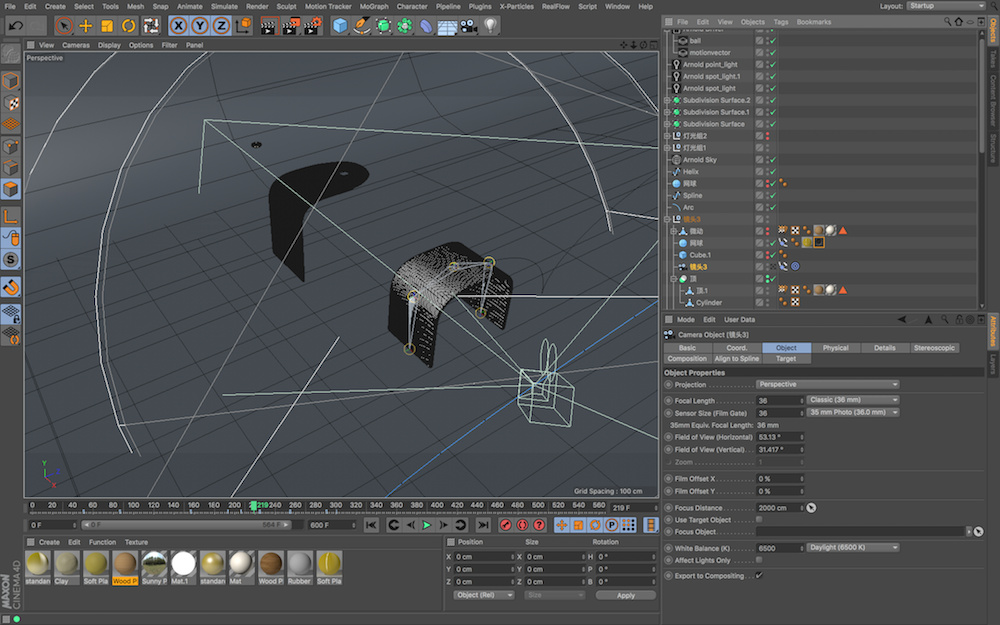 File Edit Create Select Tools Mesh Snap Animate Simulate Render Sculpt Motion Tracker MoGraph Character Pipeline Plugins X-Particles RealFlow Script Window Help Layout: Startup
X Y Z
View Cameras Display Options Filter Panel
Perspective
Y
X
Grid Spacing : 100 cm
File Edit View Objects Tags Bookmarks
ball
motionvector
Arnold point_light
Arnold spot_light.1
Arnold spot_light
Subdivision Surface.2
Subdivision Surface.1
Subdivision Surface
灯光组2
灯光组1
Arnold Sky
Helix
网球
Spline
Arc
镜头3
微动
网球
Cube.1
镜头3
顶
顶.1
Cylinder
Objects
Takes
Content Browser
Structure
Mode Edit User Data
Camera Object [镜头3]
Basic Coord. Object Physical Details Stereoscopic
Composition Align to Spline Target
Object Properties
Projection Perspective
Focal Length 36 Classic (36 mm)
Sensor Size (Film Gate) 36 35 mm Photo (36.0 mm)
35mm Equiv. Focal Length: 36 mm
Field of View (Horizontal) 53.13 °
Field of View (Vertical) 31.417 °
Zoom 1
Film Offset X 0 %
Film Offset Y 0 %
Focus Distance 2000 cm
Use Target Object
Focus Object
White Balance (K) 6500 Daylight (6500 K)
Affect Lights Only
Export to Compositing
Attributes
Layers
0 20 40 60 80 100 120 140 160 180 200 219 240 260 280 300 320 340 360 380 400 420 440 460 480 500 520 540 560 219 F
0 F 0 F 564 F 600 F
Create Edit Function Texture
standan Clay Soft Pla Wood P Sunny P Mat.1 standan Mat Wood P Rubber Soft Pla
Position Size Rotation
X 0 cm X 0 cm H 0 °
Y 0 cm Y 0 cm P 0 °
Z 0 cm Z 0 cm B 0 °
Object (Rel) Size Apply
MAXON
CINEMA 4D